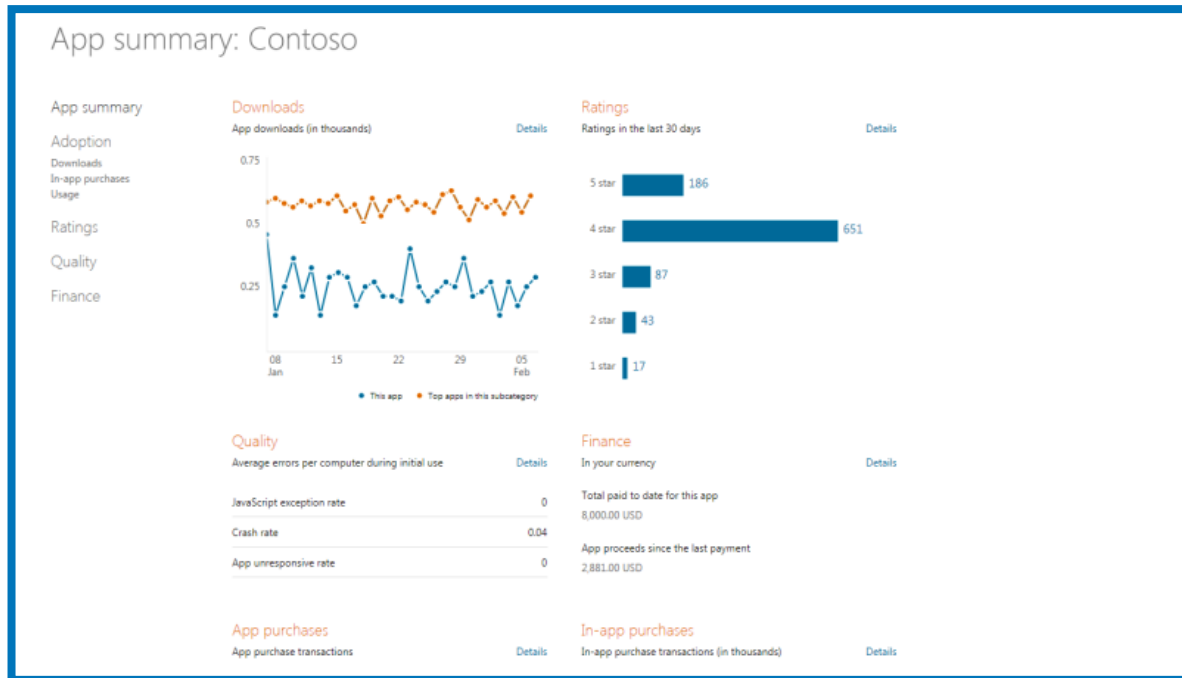 App summary: Contoso
App summary
Adoption
Downloads
In-app purchases
Usage
Ratings
Quality
Finance
Downloads
App downloads (in thousands) Details
0.75
0.5
0.25
08 15 22 29 05
Jan Feb
This app Top apps in this subcategory
Ratings
Ratings in the last 30 days Details
5 star 186
4 star 651
3 star 87
2 star 43
1 star 17
Quality
Average errors per computer during initial use Details
JavaScript exception rate 0
Crash rate 0.04
App unresponsive rate 0
Finance
In your currency Details
Total paid to date for this app
8,000.00 USD
App proceeds since the last payment
2,881.00 USD
App purchases
App purchase transactions Details
In-app purchases
In-app purchase transactions (in thousands) Details